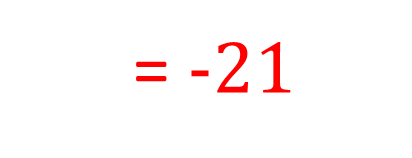 = -21